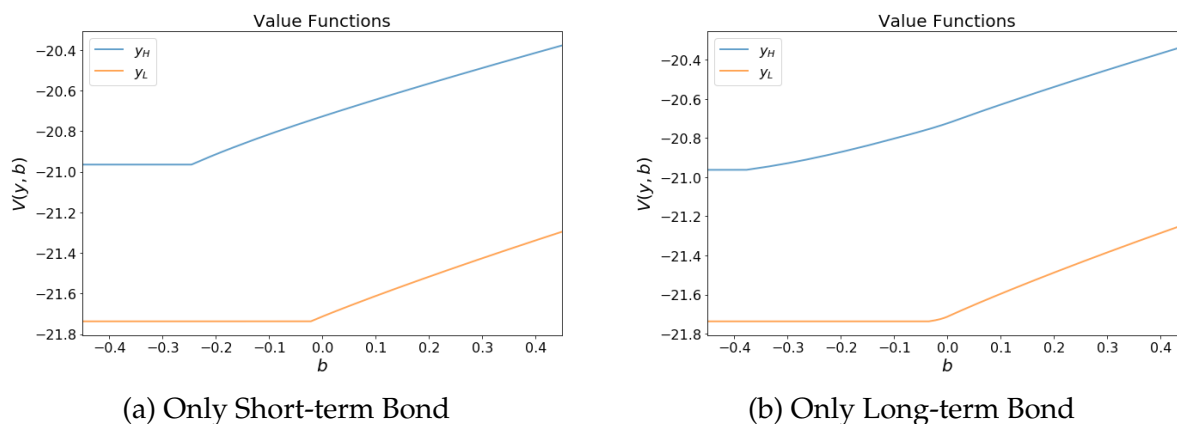 Value Functions
y_H
y_L
−20.4
−20.6
−20.8
−21.0
−21.2
−21.4
−21.6
−21.8
V(y, b)
−0.4 −0.3 −0.2 −0.1 0.0 0.1 0.2 0.3 0.4
b
(a) Only Short-term Bond
Value Functions
y_H
y_L
−20.4
−20.6
−20.8
−21.0
−21.2
−21.4
−21.6
−21.8
V(y, b)
−0.4 −0.3 −0.2 −0.1 0.0 0.1 0.2 0.3 0.4
b
(b) Only Long-term Bond